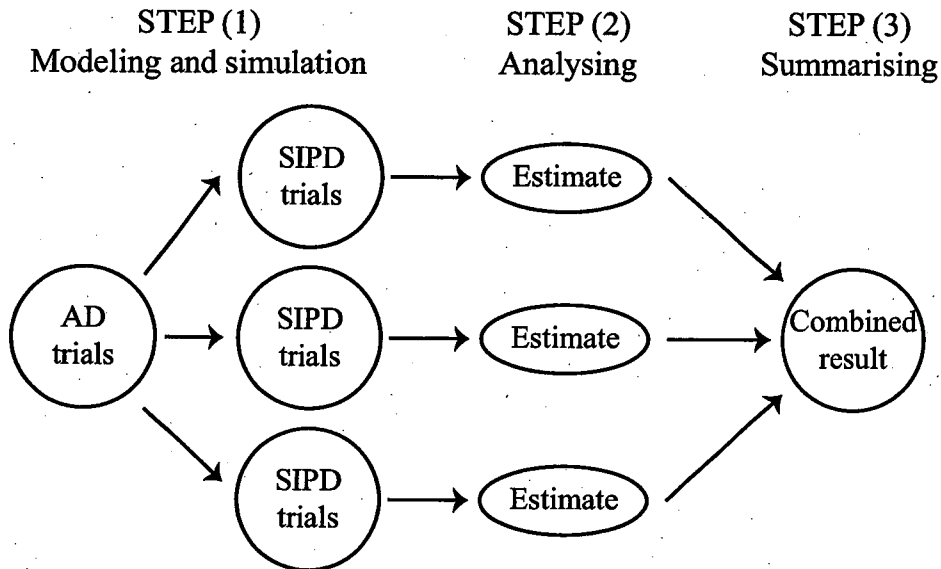 STEP (1)
Modeling and simulation
STEP (2)
Analysing
STEP (3)
Summarising
SIPD
trials
Estimate
AD
trials
SIPD
trials
Estimate
Combined
result
SIPD
trials
Estimate